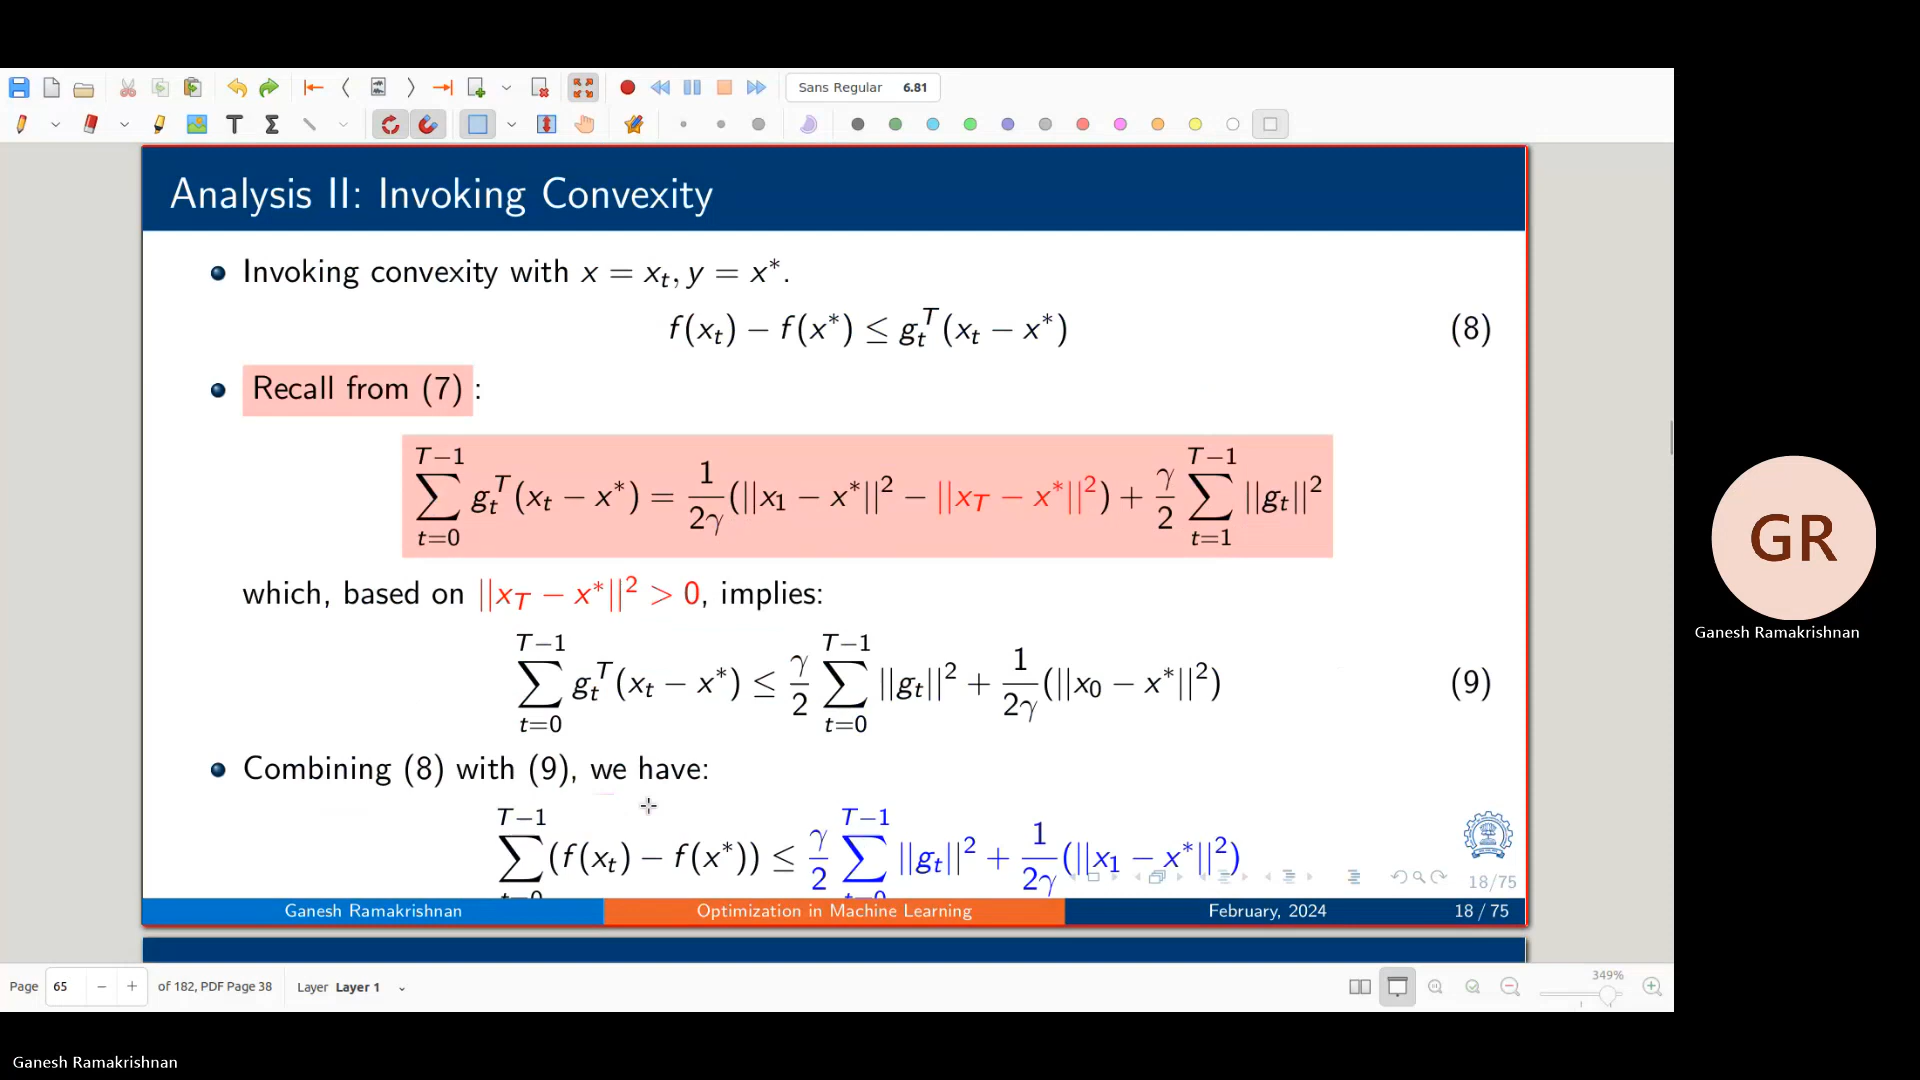 Sans Regular 6.81
Analysis II: Invoking Convexity
Invoking convexity with x = x_t, y = x*.
f(x_t) − f(x*) ≤ g_t^T(x_t − x*) (8)
Recall from (7) :
∑_{t=0}^{T−1} g_t^T(x_t − x*) = 1/2γ (||x_1 − x*||² − ||x_T − x*||²) + γ/2 ∑_{t=1}^{T−1} ||g_t||²
which, based on ||x_T − x*||² > 0, implies:
∑_{t=0}^{T−1} g_t^T(x_t − x*) ≤ γ/2 ∑_{t=0}^{T−1} ||g_t||² + 1/2γ (||x_0 − x*||²) (9)
Combining (8) with (9), we have:
∑_{t=0}^{T−1} (f(x_t) − f(x*)) ≤ γ/2 ∑_{t=0}^{T−1} ||g_t||² + 1/2γ (||x_1 − x*||²)
18/75
Ganesh Ramakrishnan Optimization in Machine Learning February, 2024 18 / 75
GR
Ganesh Ramakrishnan
Page 65 − + of 182, PDF Page 38 Layer Layer 1 349%
Ganesh Ramakrishnan